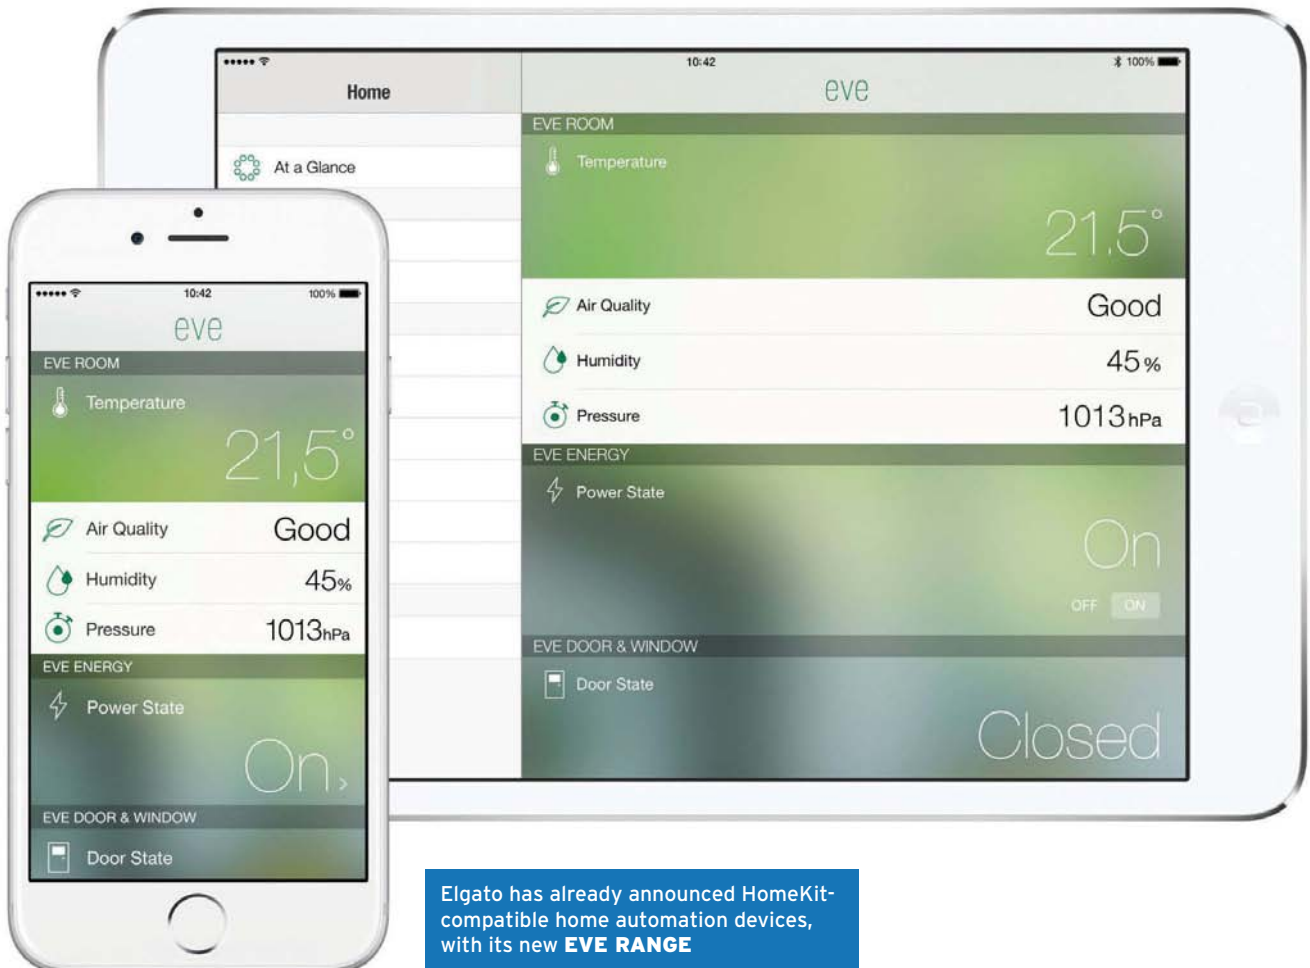 10:42
100%
Home
eve
At a Glance
EVE ROOM
Temperature
21.5°
Air Quality
Good
Humidity
45%
Pressure
1013hPa
EVE ENERGY
Power State
On
OFF ON
EVE DOOR & WINDOW
Door State
Closed
10:42
100%
eve
EVE ROOM
Temperature
21,5°
Air Quality
Good
Humidity
45%
Pressure
1013hPa
EVE ENERGY
Power State
On
EVE DOOR & WINDOW
Door State
Elgato has already announced HomeKit-
compatible home automation devices,
with its new EVE RANGE